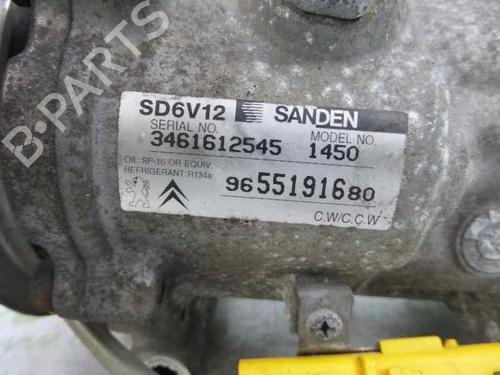 SD6V12 SANDEN
SERIAL NO. MODEL NO.
3461612545 1450
OIL: SP-10 OR EQUIV.
REFRIGERANT: R134a
9655191680
C.W/C.C.W
B-PARTS